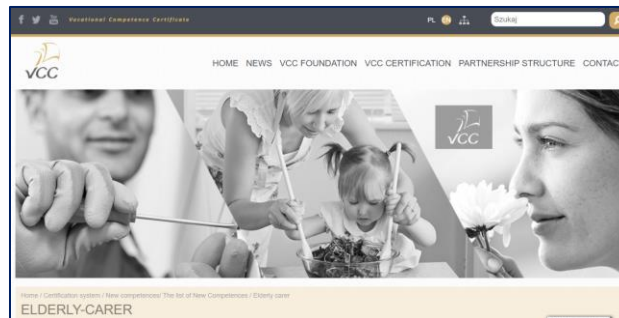 Vocational Competence Certificate
PL EN Szukaj
VCC
HOME NEWS VCC FOUNDATION VCC CERTIFICATION PARTNERSHIP STRUCTURE CONTAC
VCC
Home / Certification system / New competences/ The list of New Competences / Elderly carer
ELDERLY-CARER